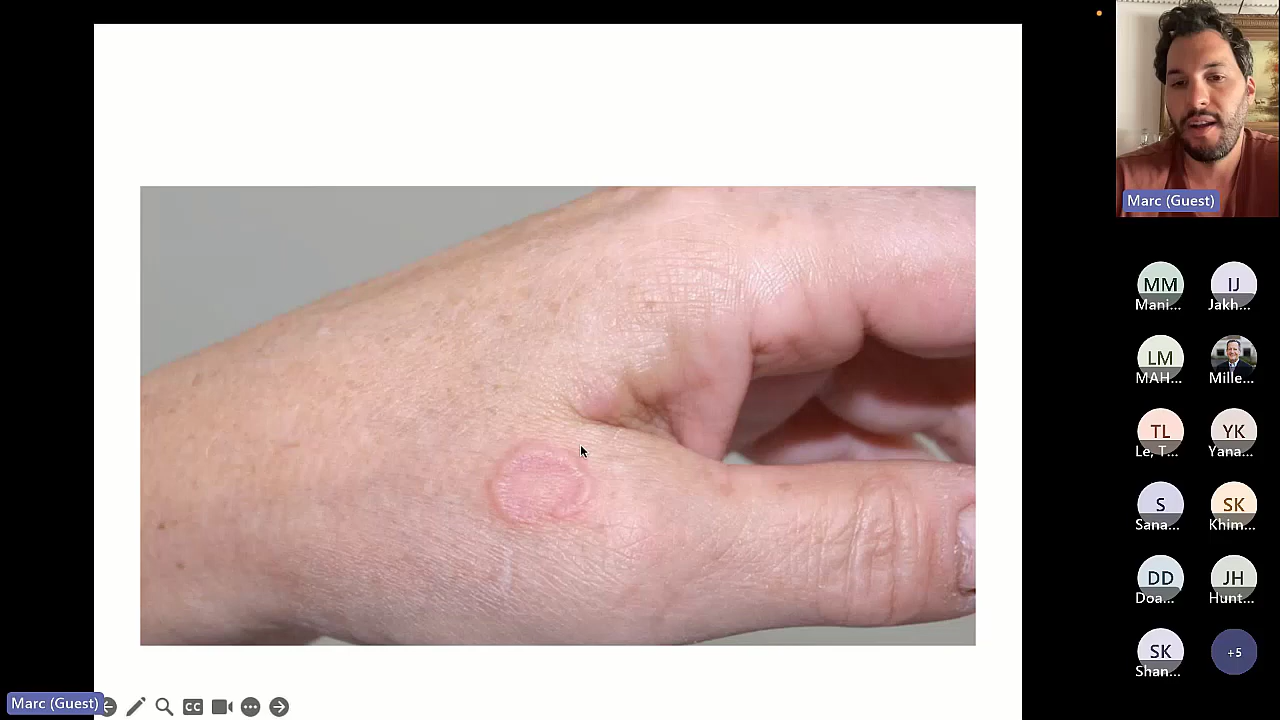 Marc (Guest)
MM
IJ
Mani...
Jakh...
LM
MAH...
Mille...
TL
YK
Le, T...
Yana...
S
SK
Sana...
Khim...
DD
JH
Doa...
Hunt...
SK
+5
Shan...
Marc (Guest)
CC